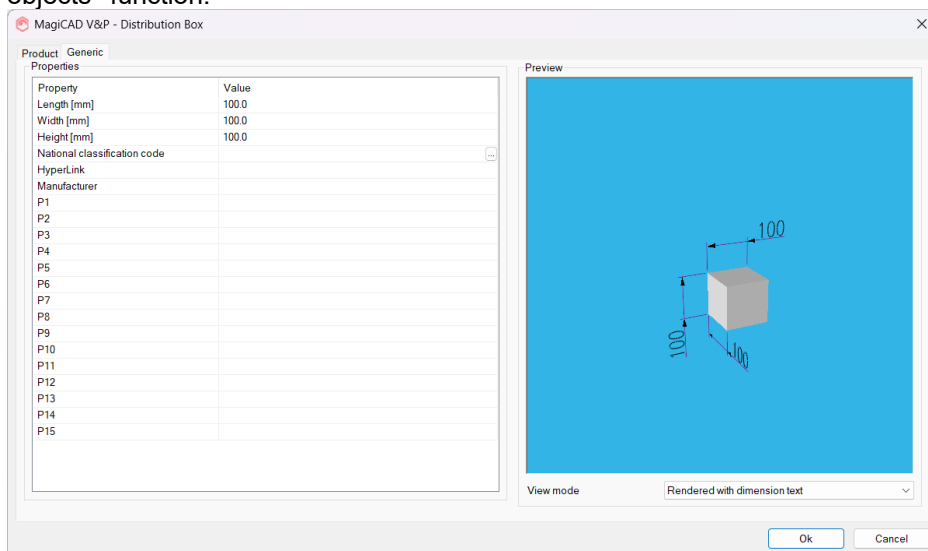 objects" function.
MagiCAD V&P - Distribution Box
Product Generic
Properties
Property Value
Length [mm] 100.0
Width [mm] 100.0
Height [mm] 100.0
National classification code ...
HyperLink
Manufacturer
P1
P2
P3
P4
P5
P6
P7
P8
P9
P10
P11
P12
P13
P14
P15
Preview
100
100
100
View mode Rendered with dimension text
Ok Cancel